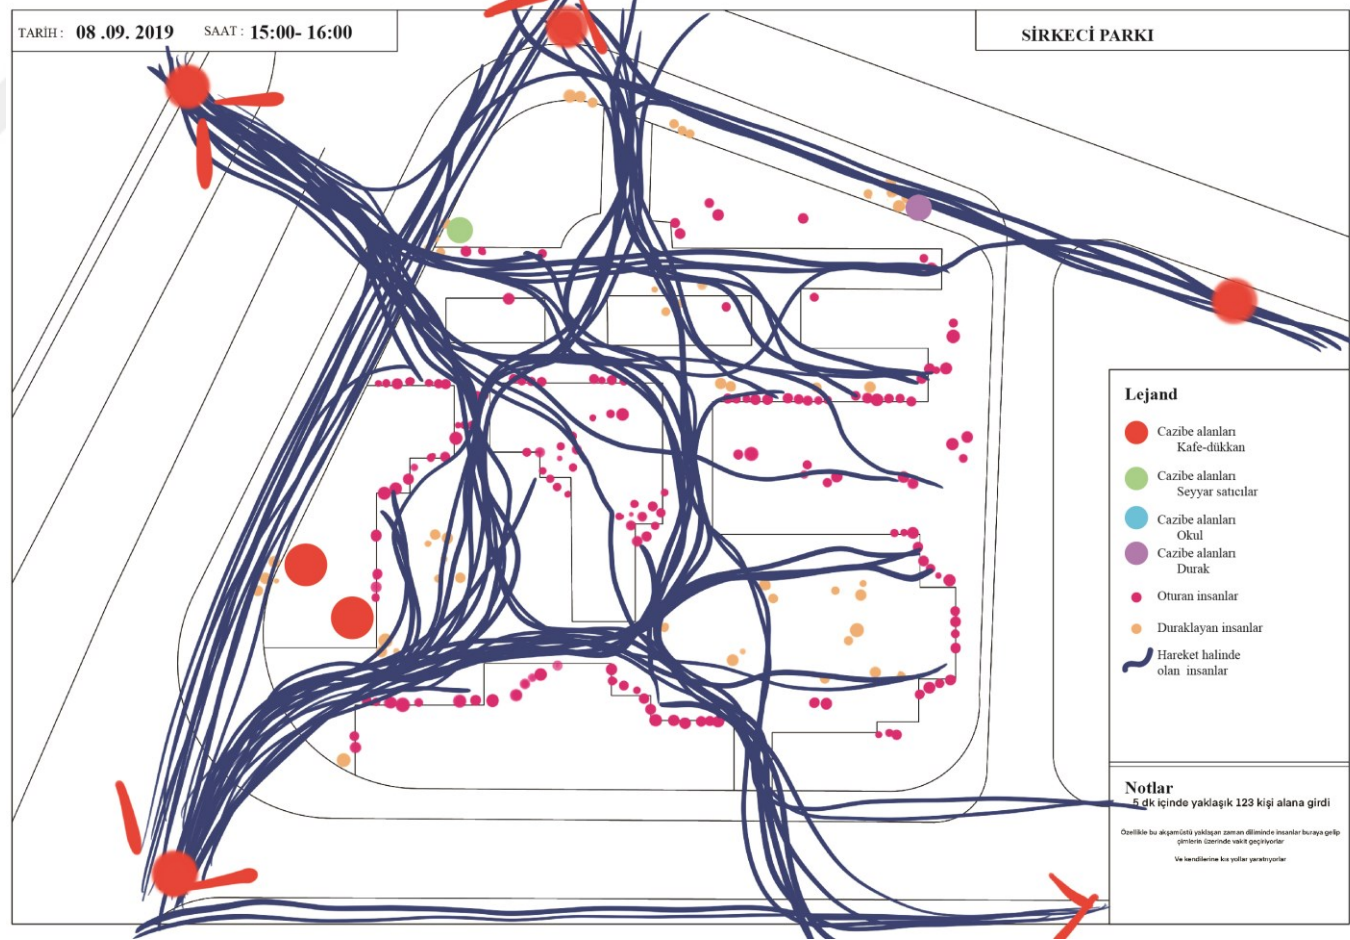 TARİH : 08 .09. 2019 SAAT : 15:00- 16:00
SİRKECİ PARKI
Lejand
Cazibe alanları
Kafe-dükkan
Cazibe alanları
Seyyar satıcılar
Cazibe alanları
Okul
Cazibe alanları
Durak
Oturan insanlar
Duraklayan insanlar
Hareket halinde
olan insanlar
Notlar
5 dk içinde yaklaşık 123 kişi alana girdi
Özellikle bu akşamüstü yaklaşan zaman diliminde insanlar buraya gelip
çimlerin üzerinde vakit geçiriyorlar
Ve kendilerine kıs yollar yaratıyorlar